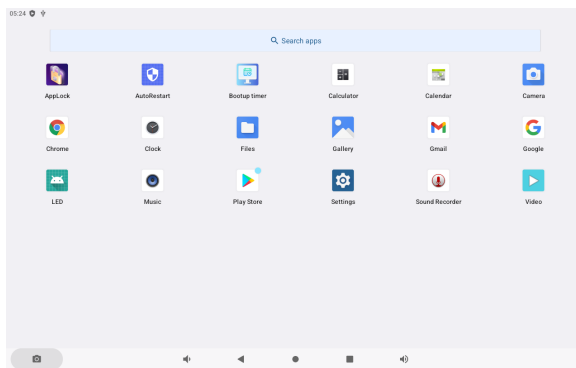 05:24
Search apps
AppLock
AutoRestart
Bootup timer
Calculator
Calendar
Camera
Chrome
Clock
Files
Gallery
Gmail
Google
LED
Music
Play Store
Settings
Sound Recorder
Video